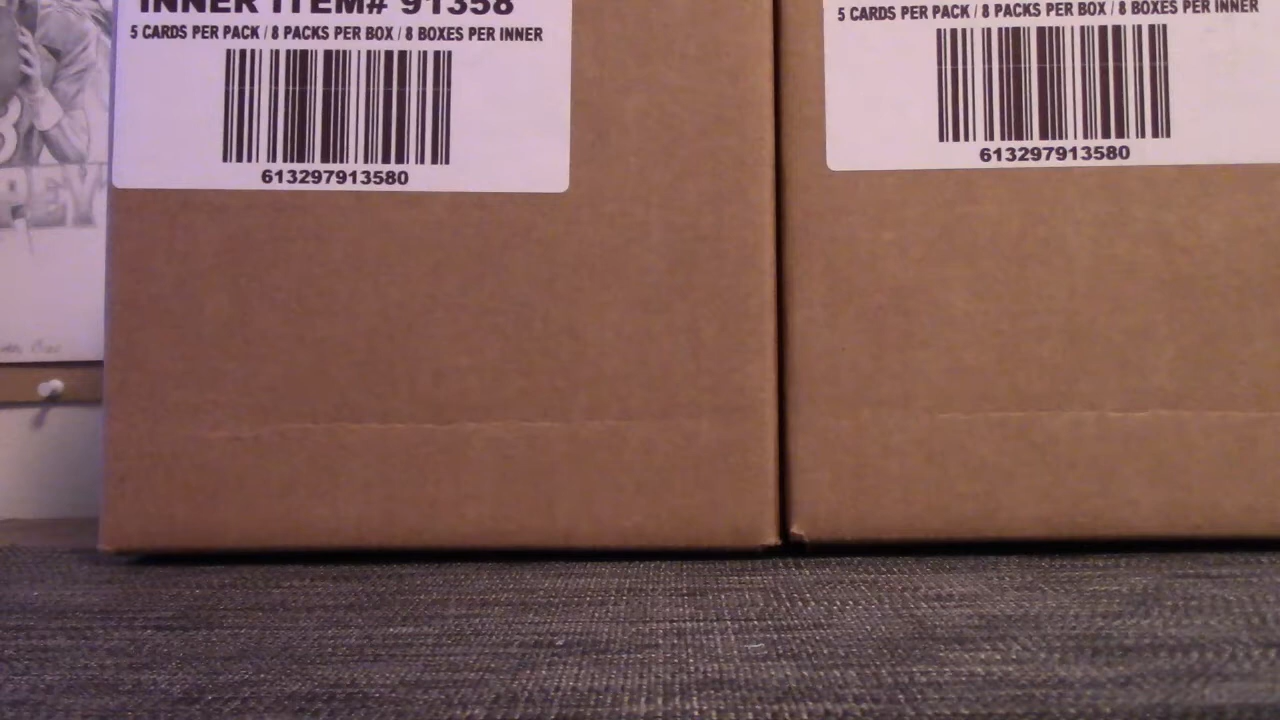 INNER ITEM# 91358
5 CARDS PER PACK / 8 PACKS PER BOX / 8 BOXES PER INNER
613297913580
5 CARDS PER PACK / 8 PACKS PER BOX / 8 BOXES PER INNER
613297913580